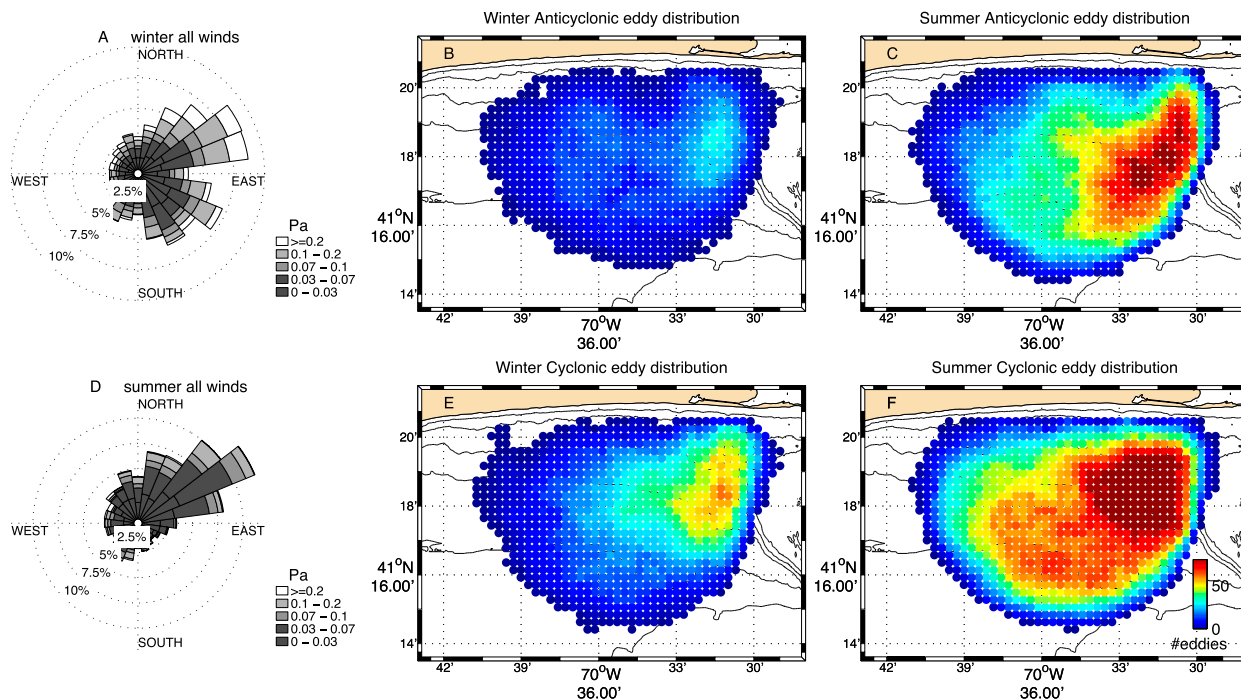 A winter all winds
NORTH
WEST
EAST
SOUTH
2.5%
5%
7.5%
10%
Pa
>=0.2
0.1 − 0.2
0.07 − 0.1
0.03 − 0.07
0 − 0.03
Winter Anticyclonic eddy distribution
B
20'
18'
41°N
16.00'
14'
42'
39'
70°W
36.00'
33'
30'
Summer Anticyclonic eddy distribution
C
20'
18'
41°N
16.00'
14'
42'
39'
70°W
36.00'
33'
30'
D summer all winds
NORTH
WEST
EAST
SOUTH
2.5%
5%
7.5%
10%
Pa
>=0.2
0.1 − 0.2
0.07 − 0.1
0.03 − 0.07
0 − 0.03
Winter Cyclonic eddy distribution
E
20'
18'
41°N
16.00'
14'
42'
39'
70°W
36.00'
33'
30'
Summer Cyclonic eddy distribution
F
20'
18'
41°N
16.00'
14'
42'
39'
70°W
36.00'
33'
30'
50
0
#eddies